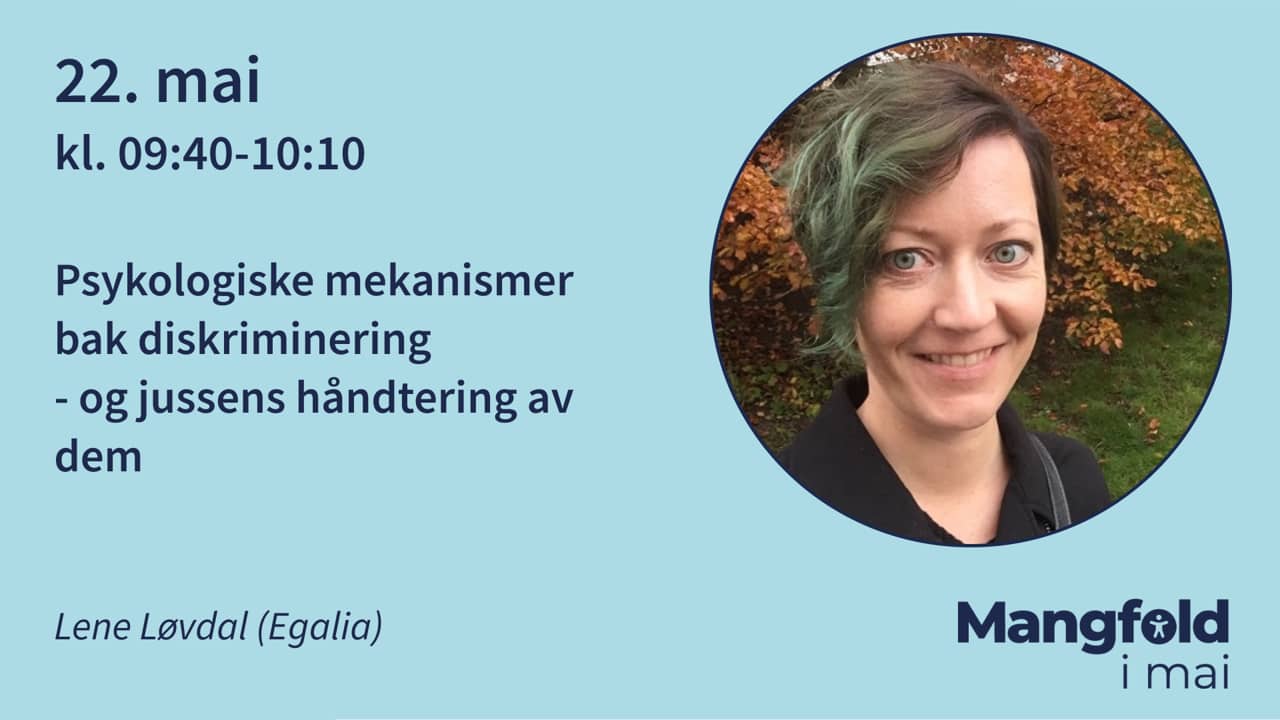 22. mai
kl. 09:40-10:10
Psykologiske mekanismer
bak diskriminering
- og jussens håndtering av
dem
Lene Løvdal (Egalia)
Mangfold
i mai